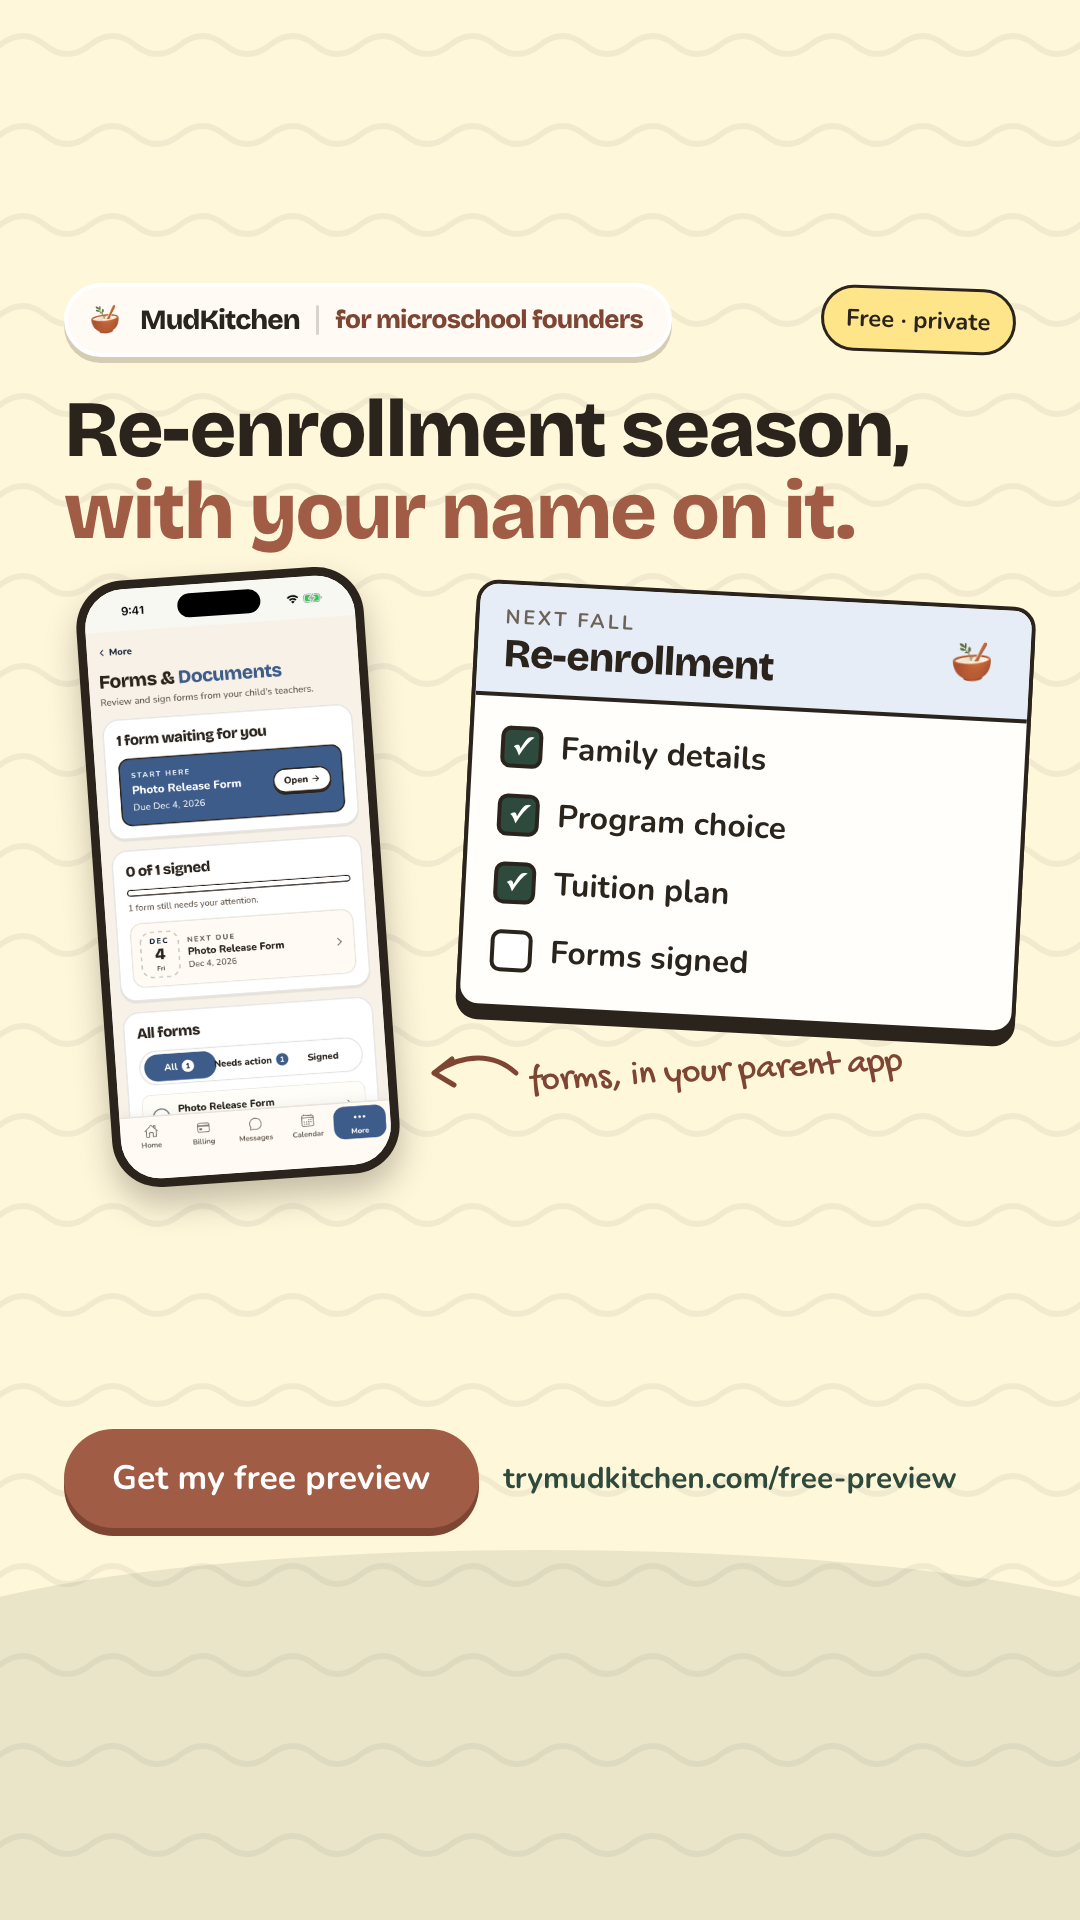 MudKitchen
for microschool founders
Free · private
Re-enrollment season,
with your name on it.
9:41
More
Forms & Documents
Review and sign forms from your child's teachers.
1 form waiting for you
START HERE
Photo Release Form
Due Dec 4, 2026
Open →
0 of 1 signed
1 form still needs your attention.
DEC
4
Fri
NEXT DUE
Photo Release Form
Dec 4, 2026
All forms
All 1
Needs action 1
Signed
Photo Release Form
Home
Billing
Messages
Calendar
More
NEXT FALL
Re-enrollment
Family details
Program choice
Tuition plan
Forms signed
forms, in your parent app
Get my free preview
trymudkitchen.com/free-preview